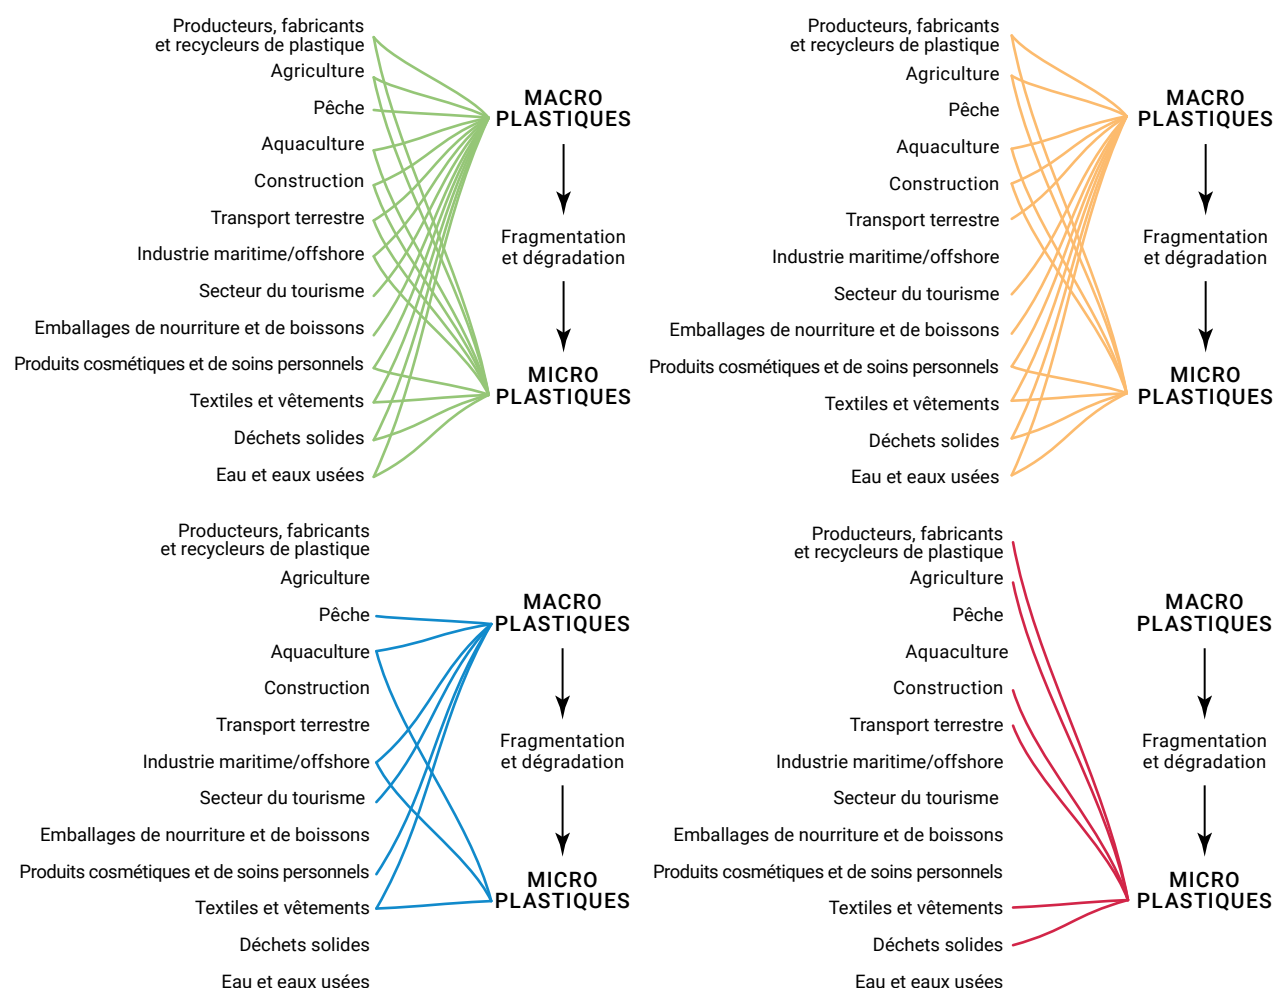 Producteurs, fabricants
et recycleurs de plastique
Agriculture
Pêche
Aquaculture
Construction
Transport terrestre
Industrie maritime/offshore
Secteur du tourisme
Emballages de nourriture et de boissons
Produits cosmétiques et de soins personnels
Textiles et vêtements
Déchets solides
Eau et eaux usées
MACRO
PLASTIQUES
Fragmentation
et dégradation
MICRO
PLASTIQUES
Producteurs, fabricants
et recycleurs de plastique
Agriculture
Pêche
Aquaculture
Construction
Transport terrestre
Industrie maritime/offshore
Secteur du tourisme
Emballages de nourriture et de boissons
Produits cosmétiques et de soins personnels
Textiles et vêtements
Déchets solides
Eau et eaux usées
MACRO
PLASTIQUES
Fragmentation
et dégradation
MICRO
PLASTIQUES
Producteurs, fabricants
et recycleurs de plastique
Agriculture
Pêche
Aquaculture
Construction
Transport terrestre
Industrie maritime/offshore
Secteur du tourisme
Emballages de nourriture et de boissons
Produits cosmétiques et de soins personnels
Textiles et vêtements
Déchets solides
Eau et eaux usées
MACRO
PLASTIQUES
Fragmentation
et dégradation
MICRO
PLASTIQUES
Producteurs, fabricants
et recycleurs de plastique
Agriculture
Pêche
Aquaculture
Construction
Transport terrestre
Industrie maritime/offshore
Secteur du tourisme
Emballages de nourriture et de boissons
Produits cosmétiques et de soins personnels
Textiles et vêtements
Déchets solides
Eau et eaux usées
MACRO
PLASTIQUES
Fragmentation
et dégradation
MICRO
PLASTIQUES